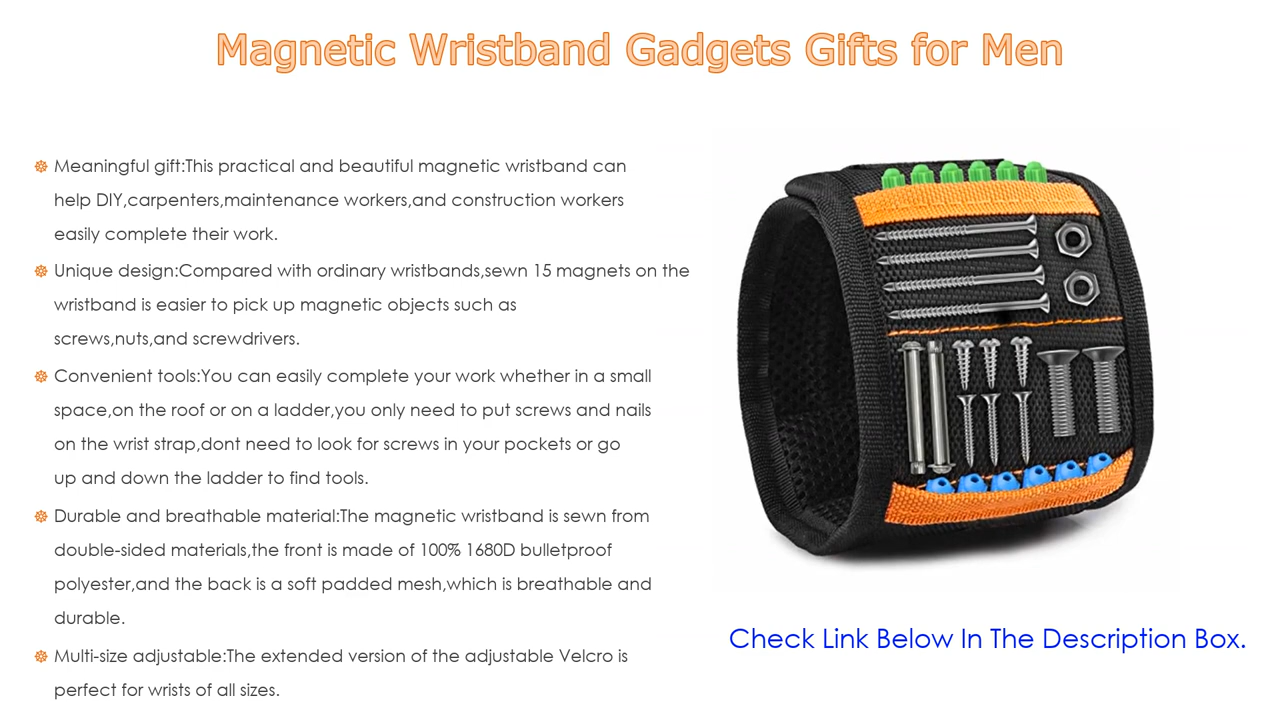 Magnetic Wristband Gadgets Gifts for Men
Meaningful gift:This practical and beautiful magnetic wristband can
help DIY,carpenters,maintenance workers,and construction workers
easily complete their work.
Unique design:Compared with ordinary wristbands,sewn 15 magnets on the
wristband is easier to pick up magnetic objects such as
screws,nuts,and screwdrivers.
Convenient tools:You can easily complete your work whether in a small
space,on the roof or on a ladder,you only need to put screws and nails
on the wrist strap,dont need to look for screws in your pockets or go
up and down the ladder to find tools.
Durable and breathable material:The magnetic wristband is sewn from
double-sided materials,the front is made of 100% 1680D bulletproof
polyester,and the back is a soft padded mesh,which is breathable and
durable.
Multi-size adjustable:The extended version of the adjustable Velcro is
perfect for wrists of all sizes.
Check Link Below In The Description Box.